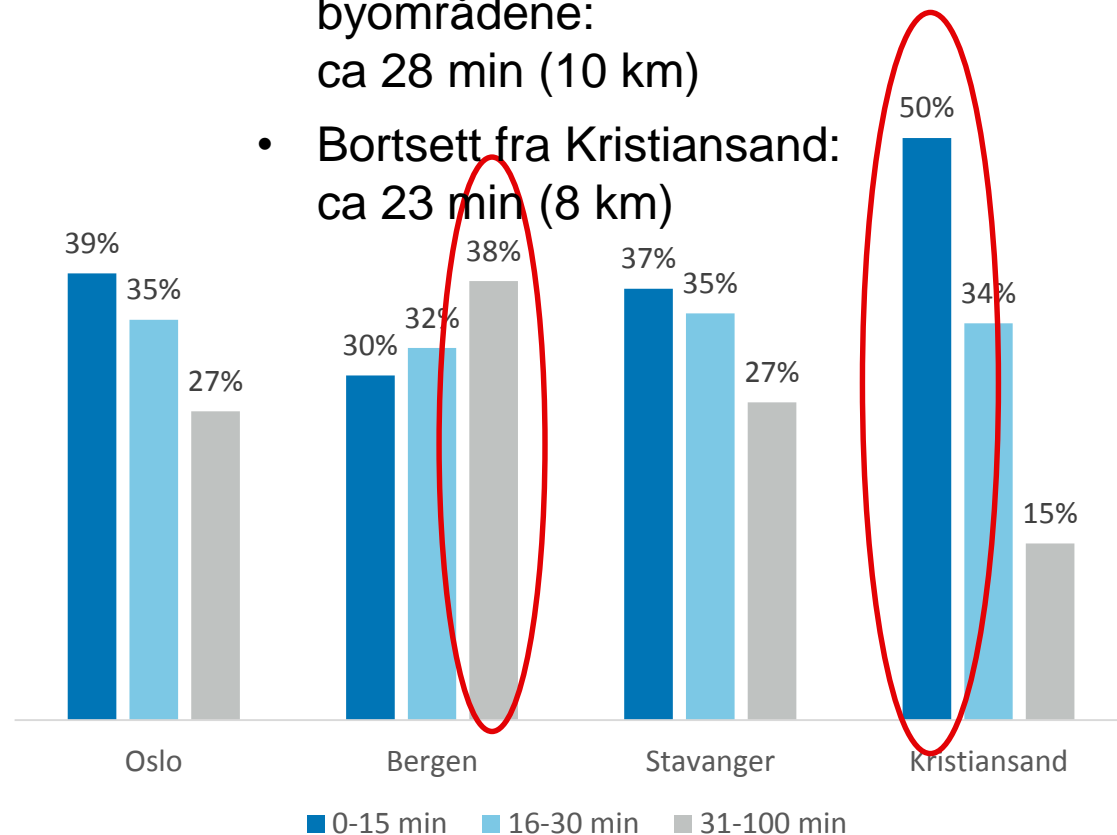 byområdene:
ca 28 min (10 km)
• Bortsett fra Kristiansand:
ca 23 min (8 km)
39%
35%
27%
30%
32%
38%
37%
35%
27%
50%
34%
15%
Oslo
Bergen
Stavanger
Kristiansand
0-15 min
16-30 min
31-100 min